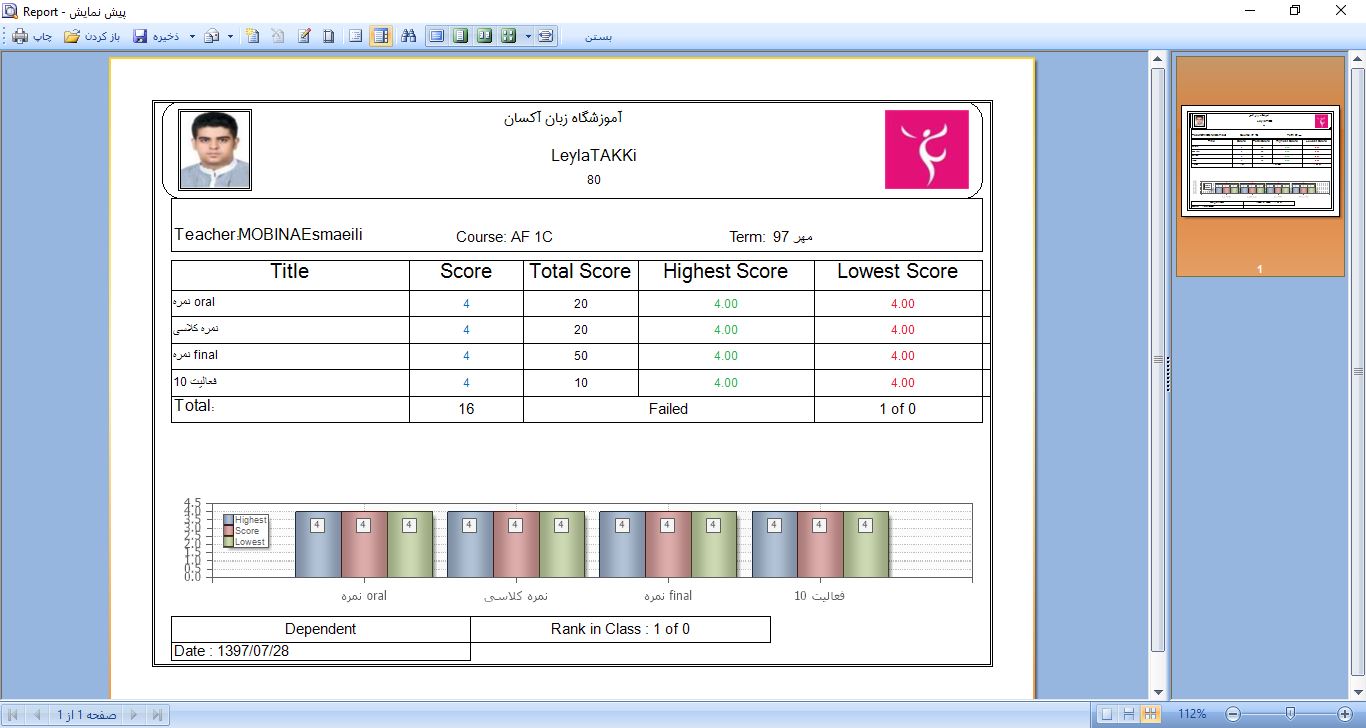 Report - پیش نمایش
چاپ باز کردن ذخیره بستن
آموزشگاه زبان آکسان
LeylaTAKKi
80
Teacher:MOBINAEsmaeili Course: AF 1C Term: مهر 97
Title Score Total Score Highest Score Lowest Score
نمره oral 4 20 4.00 4.00
نمره کلاسی 4 20 4.00 4.00
نمره final 4 50 4.00 4.00
فعالیت 10 4 10 4.00 4.00
Total: 16 Failed 1 of 0
4.5
4.0
3.5
3.0
2.5
2.0
1.5
1.0
0.5
0.0
Highest
Score
Lowest
4 4 4 4 4 4 4 4 4 4 4 4
نمره oral نمره کلاسی نمره final فعالیت 10
Dependent Rank in Class : 1 of 0
Date : 1397/07/28
1
صفحه 1 از 1 112%